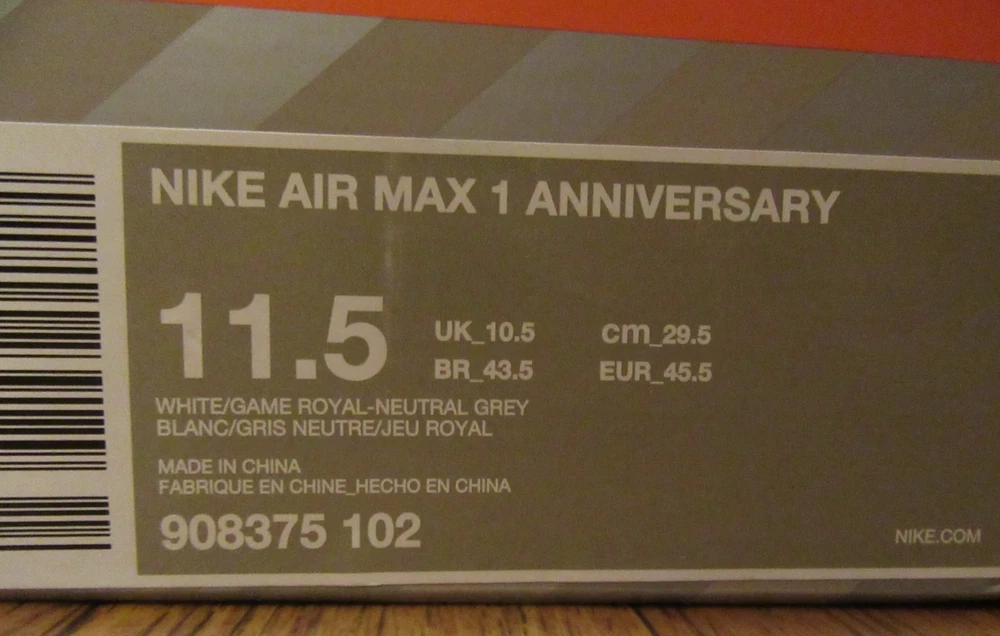 NIKE AIR MAX 1 ANNIVERSARY
11.5
UK_10.5 cm_29.5
BR_43.5 EUR_45.5
WHITE/GAME ROYAL-NEUTRAL GREY
BLANC/GRIS NEUTRE/JEU ROYAL
MADE IN CHINA
FABRIQUE EN CHINE_HECHO EN CHINA
908375 102
NIKE.COM